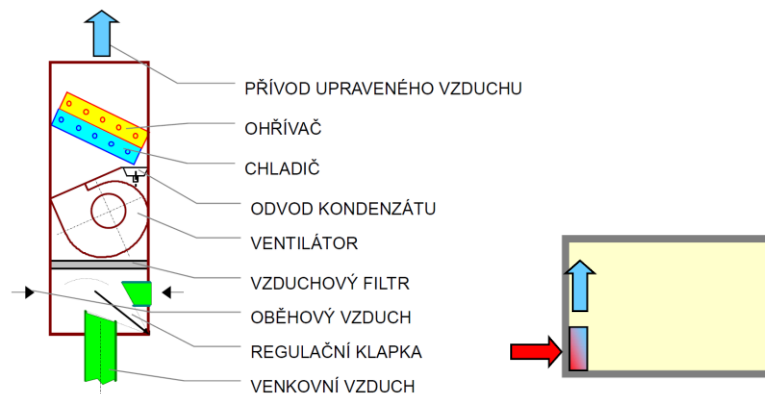 PŘÍVOD UPRAVENÉHO VZDUCHU
OHŘÍVAČ
CHLADIČ
ODVOD KONDENZÁTU
VENTILÁTOR
VZDUCHOVÝ FILTR
OBĚHOVÝ VZDUCH
REGULAČNÍ KLAPKA
VENKOVNÍ VZDUCH